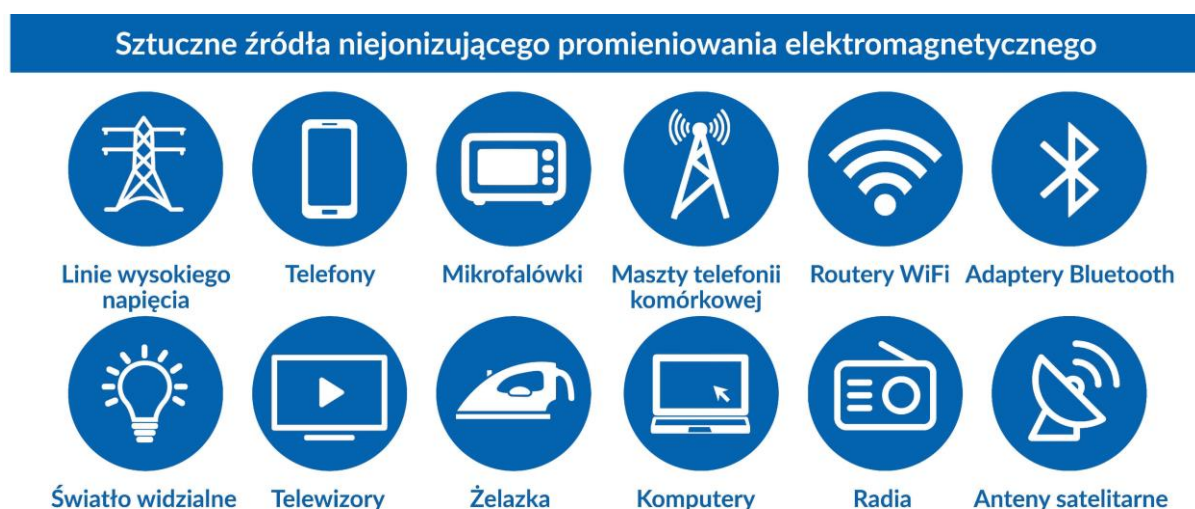 Sztuczne źródła niejonizującego promieniowania elektromagnetycznego
Linie wysokiego
napięcia
Telefony
Mikrofalówki
Maszty telefonii
komórkowej
Routery WiFi
Adaptery Bluetooth
Światło widzialne
Telewizory
Żelazka
Komputery
Radia
Anteny satelitarne